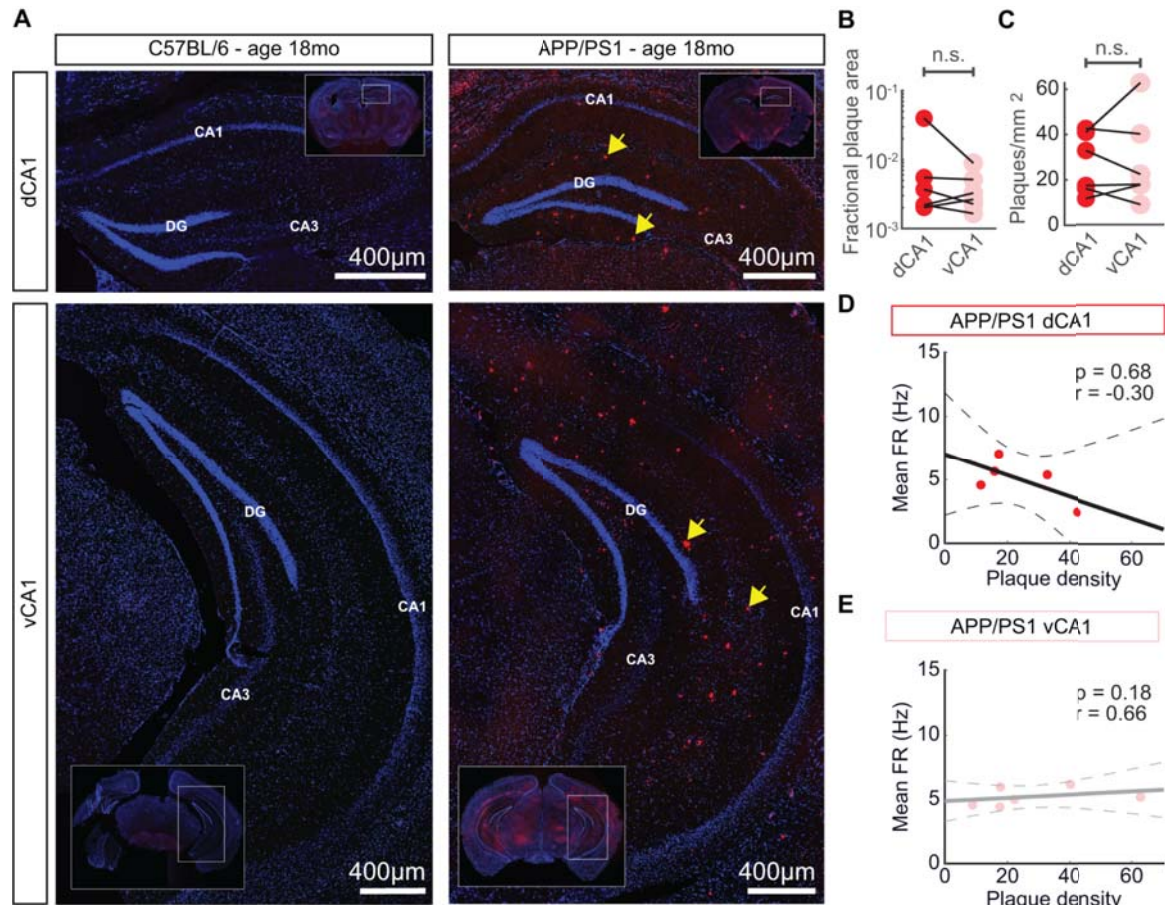 A
C57BL/6 - age 18mo
APP/PS1 - age 18mo
dCA1
CA1
DG
CA3
400µm
CA1
DG
CA3
400µm
vCA1
DG
CA1
CA3
400µm
DG
CA1
CA3
400µm
B
n.s.
Fractional plaque area
10-1
10-2
10-3
dCA1
vCA1
C
n.s.
Plaques/mm 2
60
40
20
0
dCA1
vCA1
D
APP/PS1 dCA1
Mean FR (Hz)
15
10
5
0
p = 0.68
r = -0.30
0
20
40
60
Plaque density
E
APP/PS1 vCA1
Mean FR (Hz)
15
10
5
0
p = 0.18
r = 0.66
0
20
40
60
Plaque density